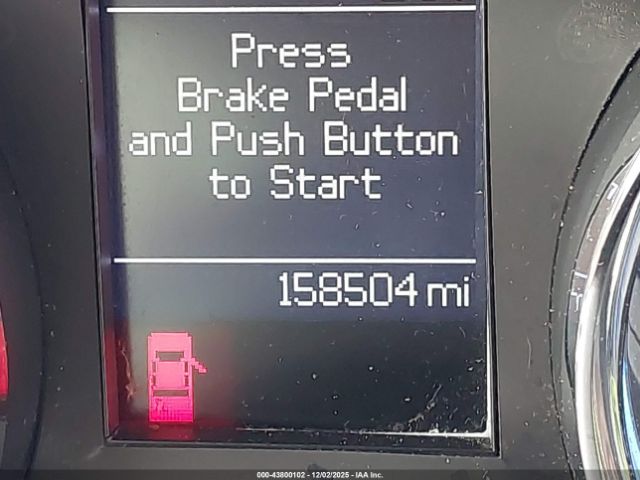 Press
Brake Pedal
and Push Button
to Start
158504 mi
000-43800102 - 12/02/2025 - IAA Inc.